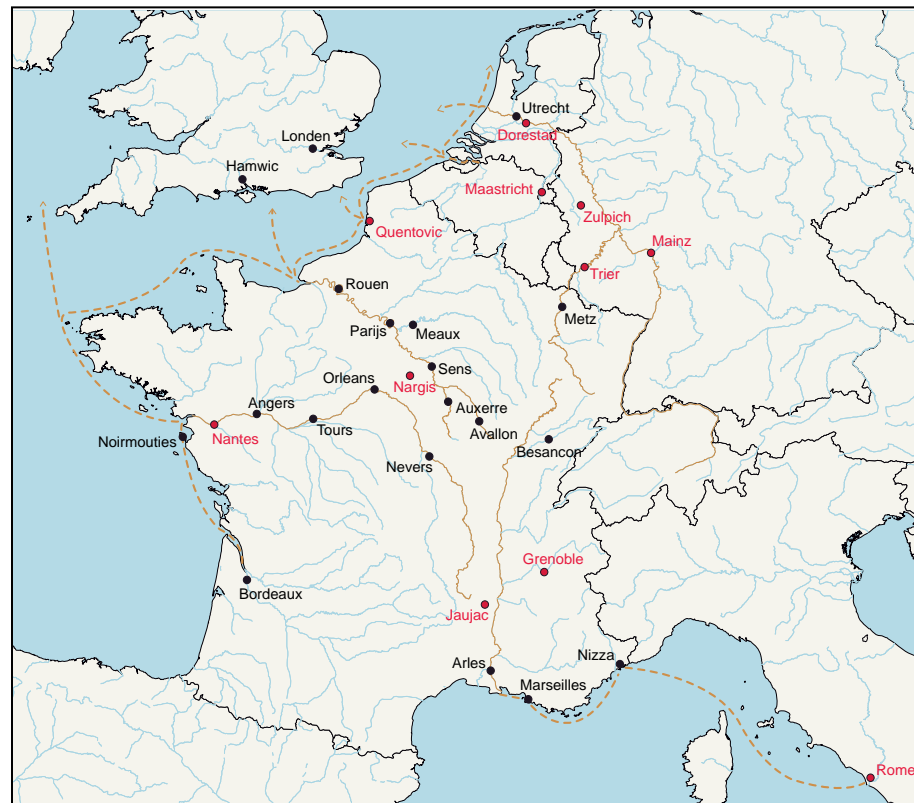 Utrecht
Dorestad
Londen
Hamwic
Maastricht
Zulpich
Quentovic
Mainz
Trier
Rouen
Metz
Parijs
Meaux
Sens
Orleans
Nargis
Auxerre
Angers
Avallon
Tours
Nantes
Noirmouties
Besancon
Nevers
Grenoble
Bordeaux
Jaujac
Nizza
Arles
Marseilles
Rome